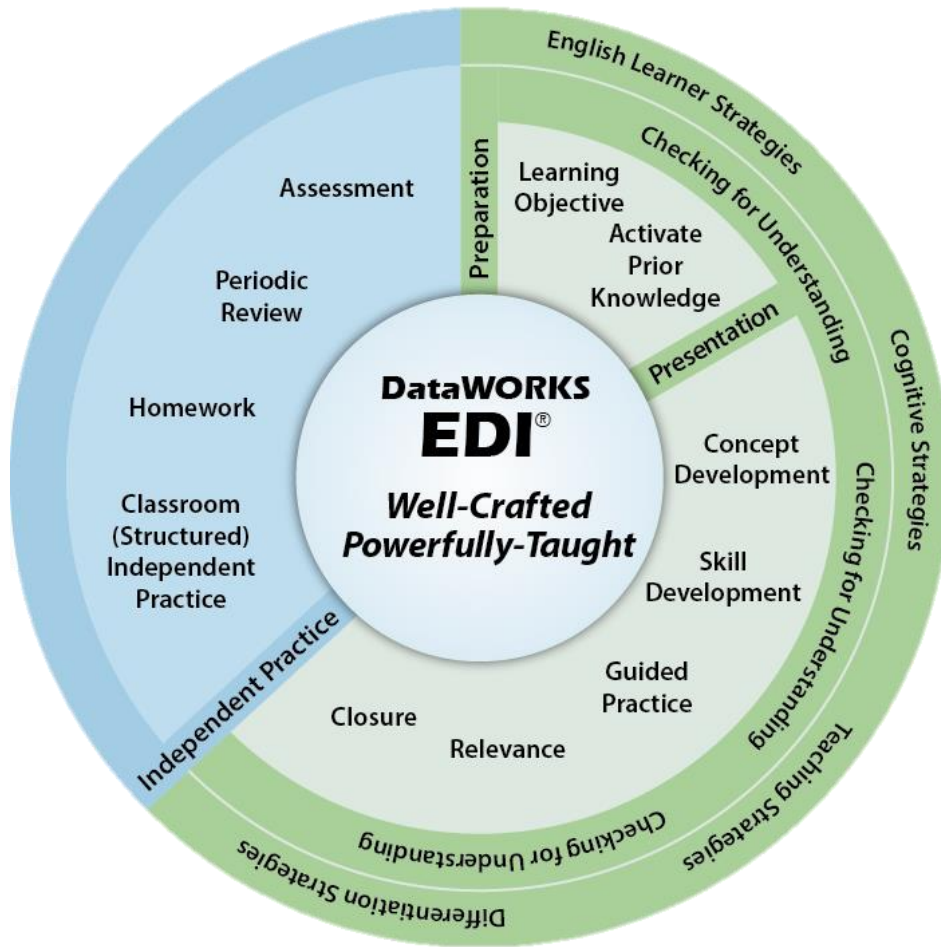 English Learner Strategies
Checking for Understanding
Preparation
Learning
Objective
Activate
Prior
Knowledge
Presentation
Cognitive Strategies
Concept
Development
Checking for Understanding
Skill
Development
Guided
Practice
Teaching Strategies
Relevance
Closure
Checking for Understanding
Differentiation Strategies
Independent Practice
Classroom
(Structured)
Independent
Practice
Homework
Periodic
Review
Assessment
DataWORKS
EDI®
Well-Crafted
Powerfully-Taught